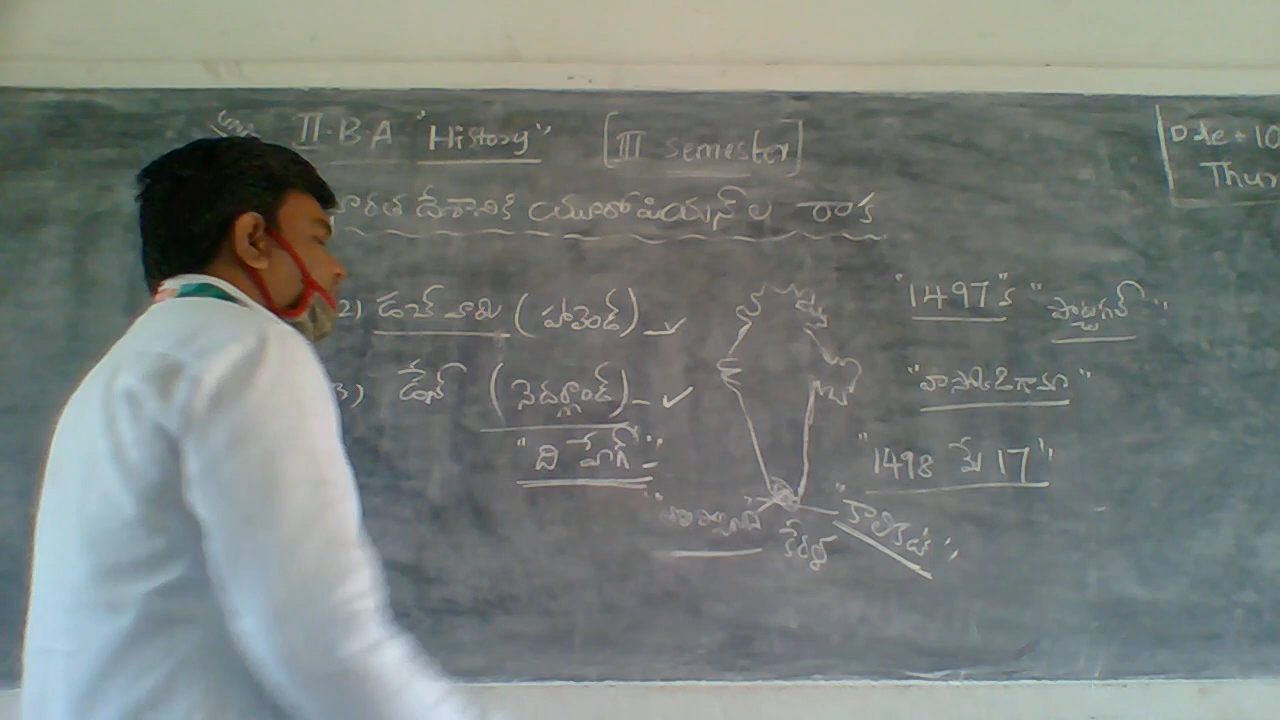 II.B.A "History" [III semester]
Date : 10
Thur
భారత దేశానికి యూరోపియన్ ల రాక
2) డచ్ వారు (హాలెండ్)
"1497" క "పోర్చుగల్"
3) డేన్ (నెదర్లాండ్)
"వాస్కోడిగామా"
"ది హేగ్"
"1498 మే 17"
కేరళ
"కాలికట్"